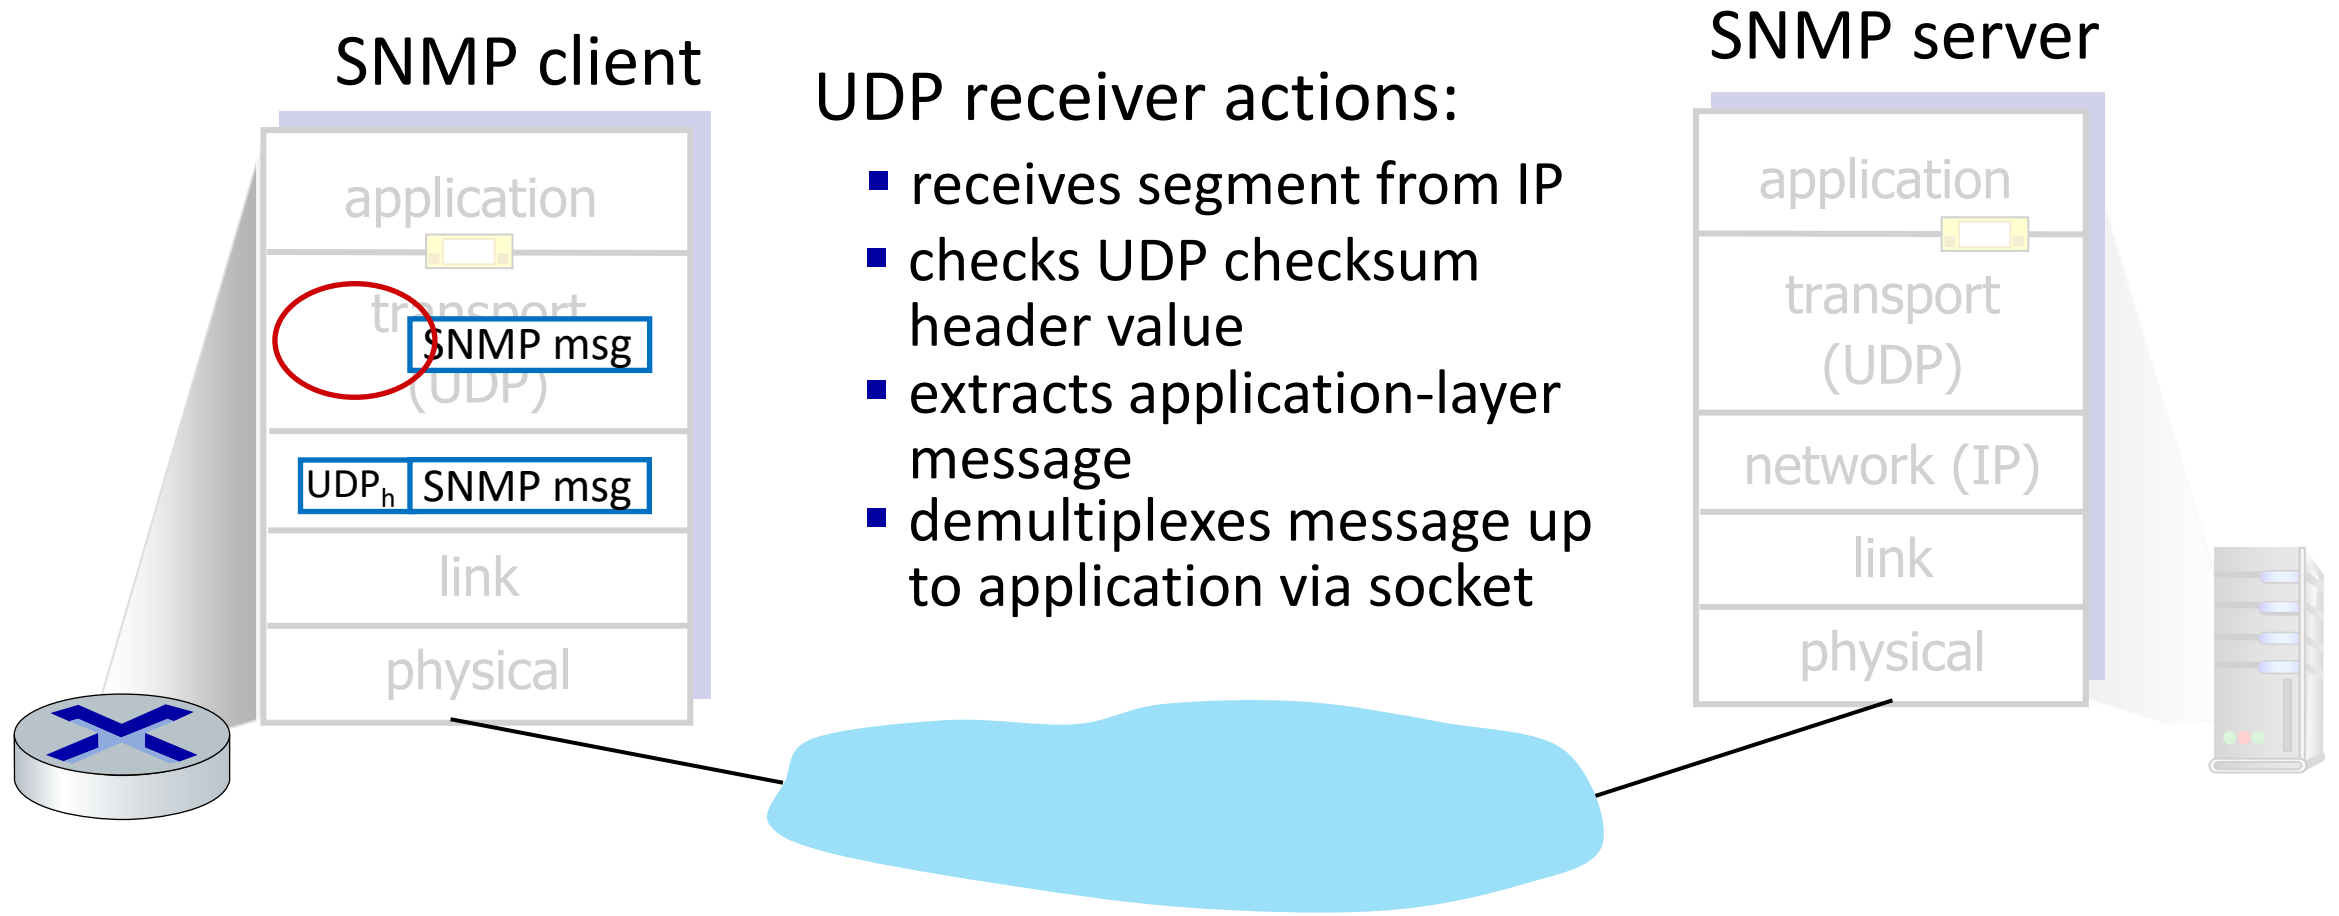 SNMP client
application
transport
SNMP msg
(UDP)
UDPh SNMP msg
link
physical
UDP receiver actions:
▪ receives segment from IP
▪ checks UDP checksum
header value
▪ extracts application-layer
message
▪ demultiplexes message up
to application via socket
SNMP server
application
transport
(UDP)
network (IP)
link
physical